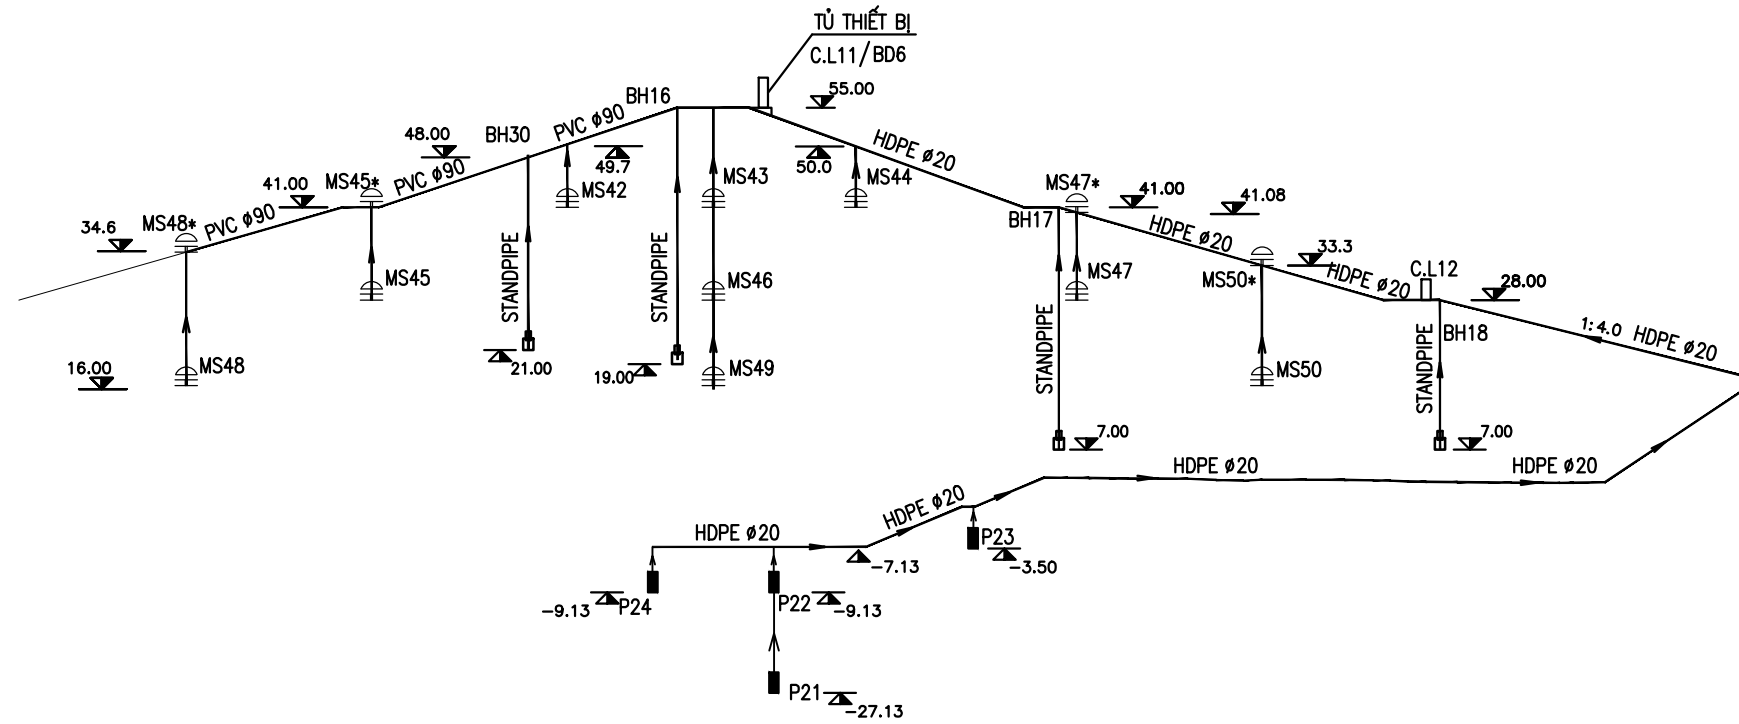 TỦ THIẾT BỊ
C.L11/BD6
BH16
55.00
PVC ø90
48.00
BH30
HDPE ø20
49.7
50.0
MS45*
PVC ø90
MS42
MS43
MS44
MS47*
41.00
41.00
41.08
34.6
MS48*
PVC ø90
BH17
HDPE ø20
33.3
MS45
STANDPIPE
STANDPIPE
MS46
MS47
MS50*
HDPE ø20
C.L12
28.00
1:4.0 HDPE ø20
BH18
16.00
MS48
21.00
19.00
MS49
STANDPIPE
MS50
STANDPIPE
7.00
7.00
HDPE ø20
HDPE ø20
HDPE ø20
HDPE ø20
P23
-3.50
-7.13
-9.13
P24
P22
-9.13
P21
-27.13